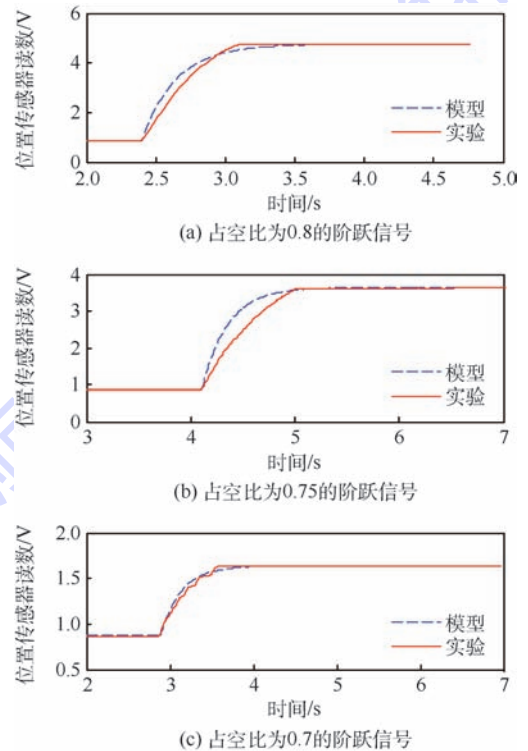 6
4
2
0
位置传感器读数/V
模型
实验
2.0 2.5 3.0 3.5 4.0 4.5 5.0
时间/s
(a) 占空比为0.8的阶跃信号
4
3
2
1
0
位置传感器读数/V
模型
实验
3 4 5 6 7
时间/s
(b) 占空比为0.75的阶跃信号
2.0
1.5
1.0
0.5
位置传感器读数/V
模型
实验
2 3 4 5 6 7
时间/s
(c) 占空比为0.7的阶跃信号